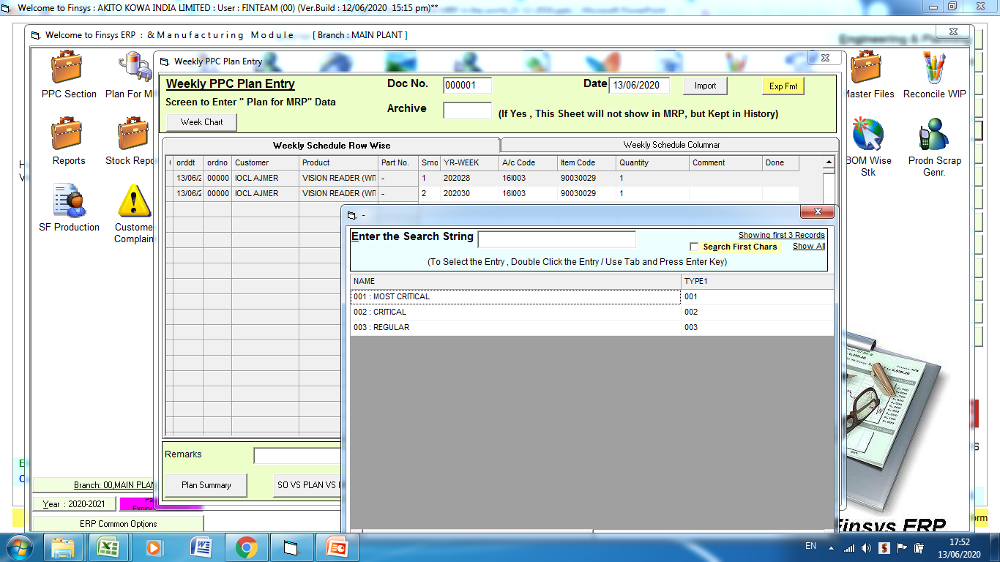 Welcome to Finsys : AKITO KOWA INDIA LIMITED : User : FINTEAM (00) (Ver.Build : 12/06/2020 15:15 pm)**
Welcome to Finsys ERP : & Manufacturing Module [ Branch : MAIN PLANT ]
PPC Section
Plan For M
Reports
Stock Repo
SF Production
Custome
Complain
Master Files
Reconcile WIP
BOM Wise
Stk
Prodn Scrap
Genr.
Weekly PPC Plan Entry
Weekly PPC Plan Entry
Doc No. 000001
Date 13/06/2020
Import
Exp Fmt
Screen to Enter " Plan for MRP" Data
Archive
(If Yes , This Sheet will not show in MRP, but Kept in History)
Week Chart
Weekly Schedule Row Wise
Weekly Schedule Columnar
orddt ordno Customer Product Part No. Srno YR-WEEK A/c Code Item Code Quantity Comment Done
13/06/2 00000 IOCL AJMER VISION READER (WI - 1 202028 16I003 90030029 1
13/06/2 00000 IOCL AJMER VISION READER (WI - 2 202030 16I003 90030029 1
-
Enter the Search String
Showing first 3 Records
Search First Chars
Show All
(To Select the Entry , Double Click the Entry / Use Tab and Press Enter Key)
NAME TYPE1
001 : MOST CRITICAL 001
002 : CRITICAL 002
003 : REGULAR 003
Remarks
Plan Summary
SO VS PLAN VS
Branch: 00,MAIN PLAN
Year : 2020-2021
ERP Common Options
Finsys ERP
EN
17:52
13/06/2020